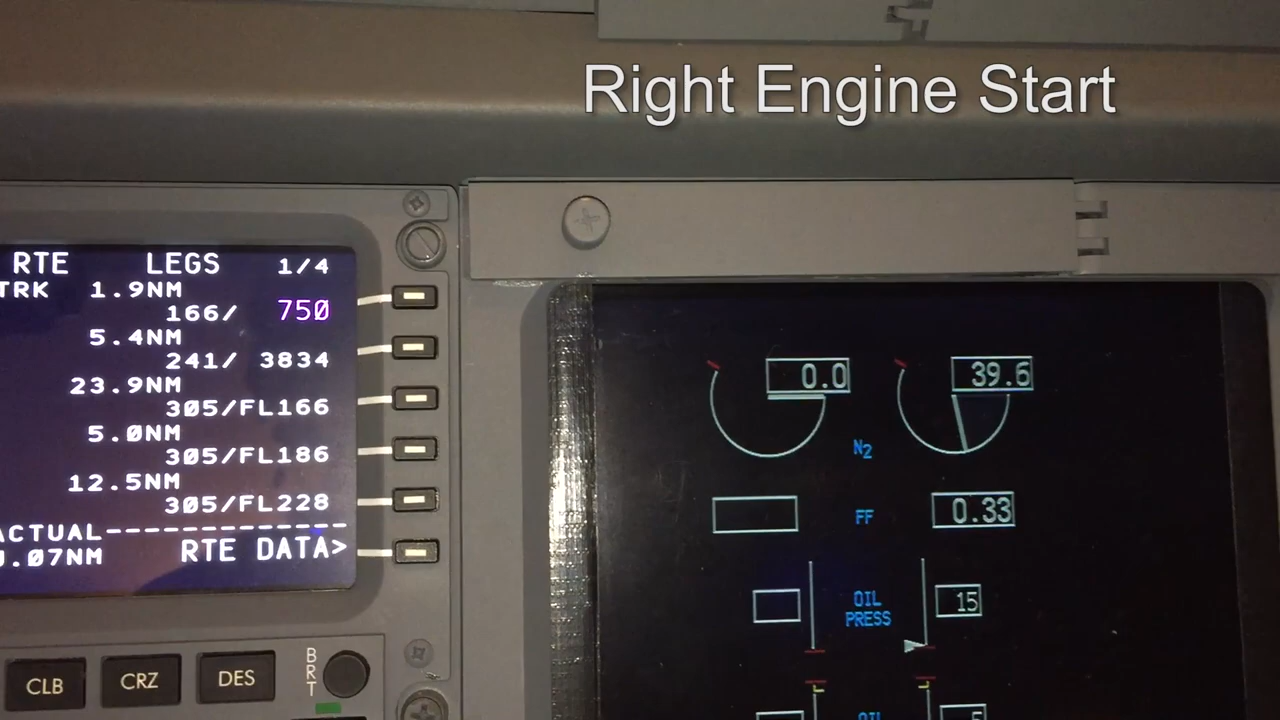 Right Engine Start
RTE LEGS 1/4
TRK 1.9NM
166/ 750
5.4NM
241/ 3834
23.9NM
305/FL166
5.0NM
305/FL186
12.5NM
305/FL228
ACTUAL-------------
.07NM RTE DATA>
CLB CRZ DES BRT
0.0 39.6
N2
FF 0.33
OIL
PRESS 15
OIL